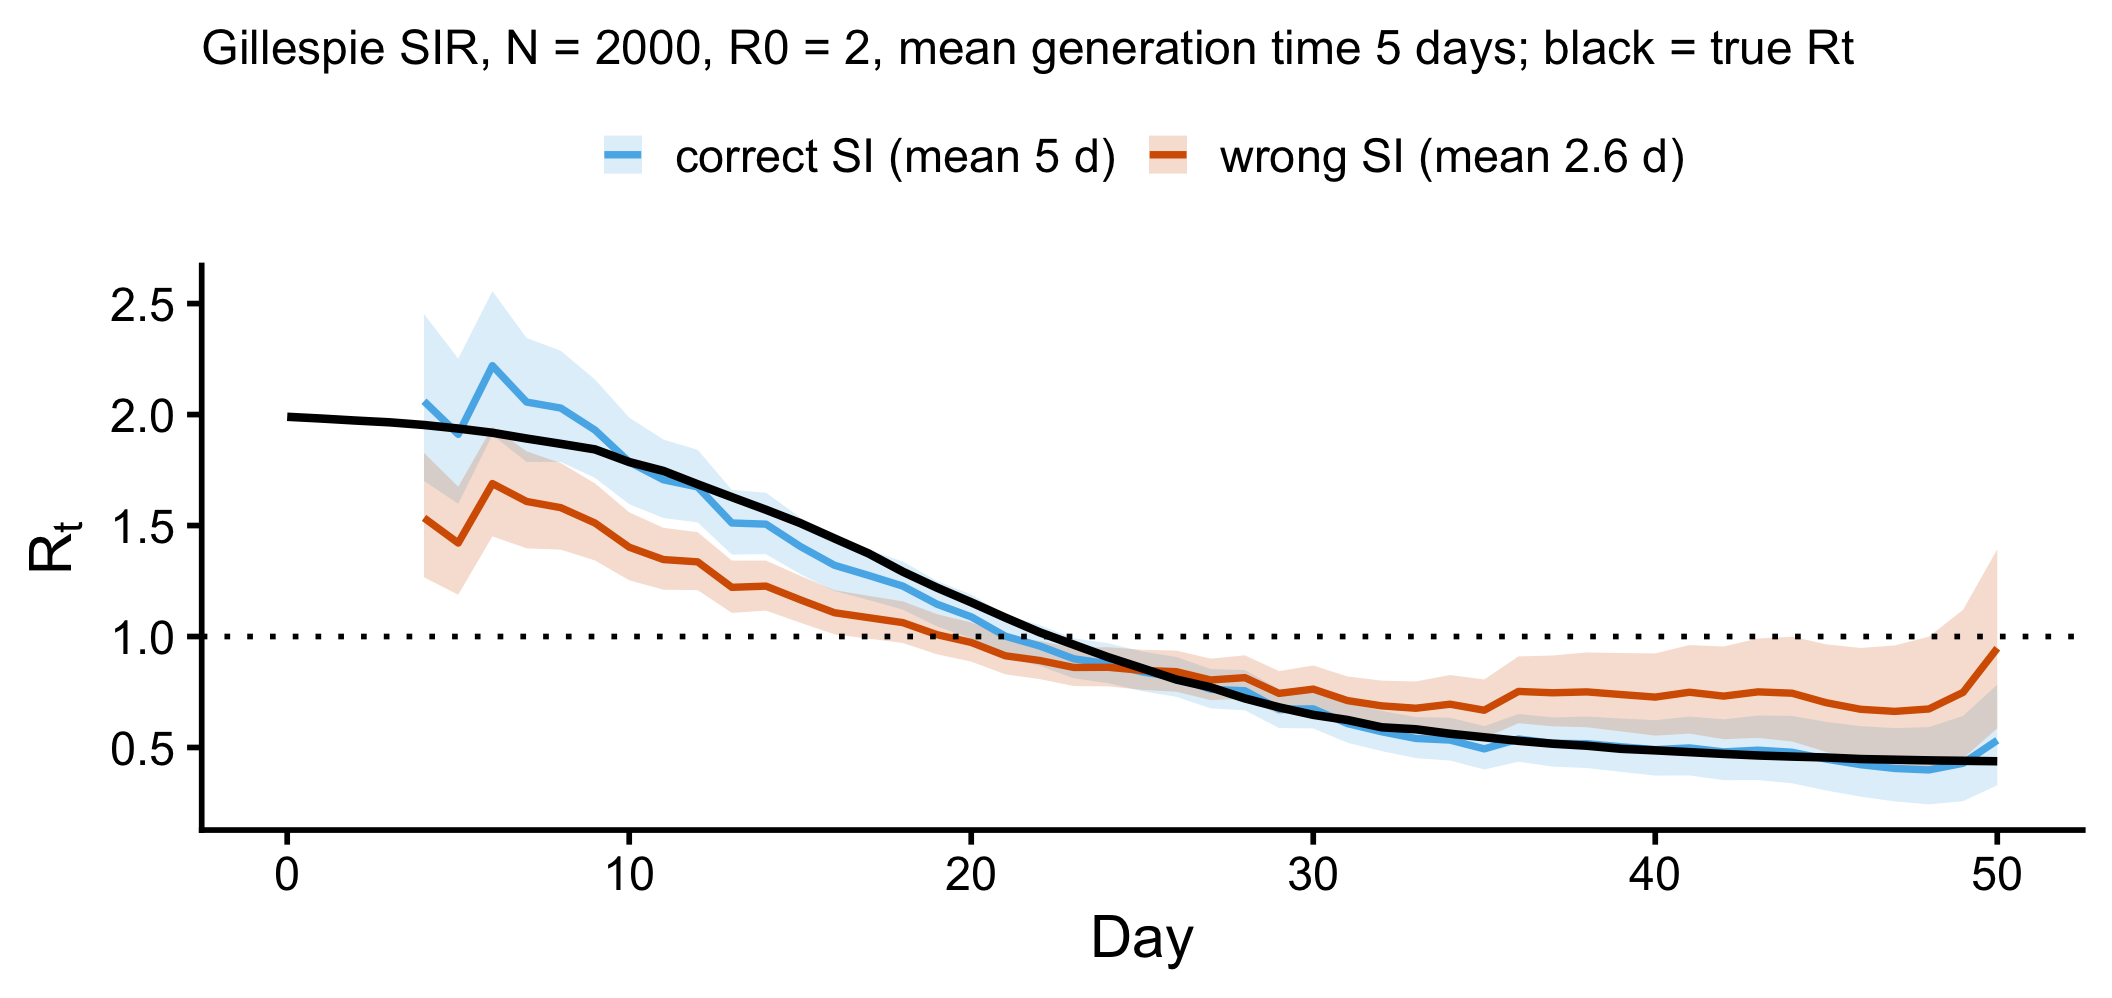 Gillespie SIR, N = 2000, R0 = 2, mean generation time 5 days; black = true Rt
correct SI (mean 5 d) wrong SI (mean 2.6 d)
Rt
2.5
2.0
1.5
1.0
0.5
0 10 20 30 40 50
Day